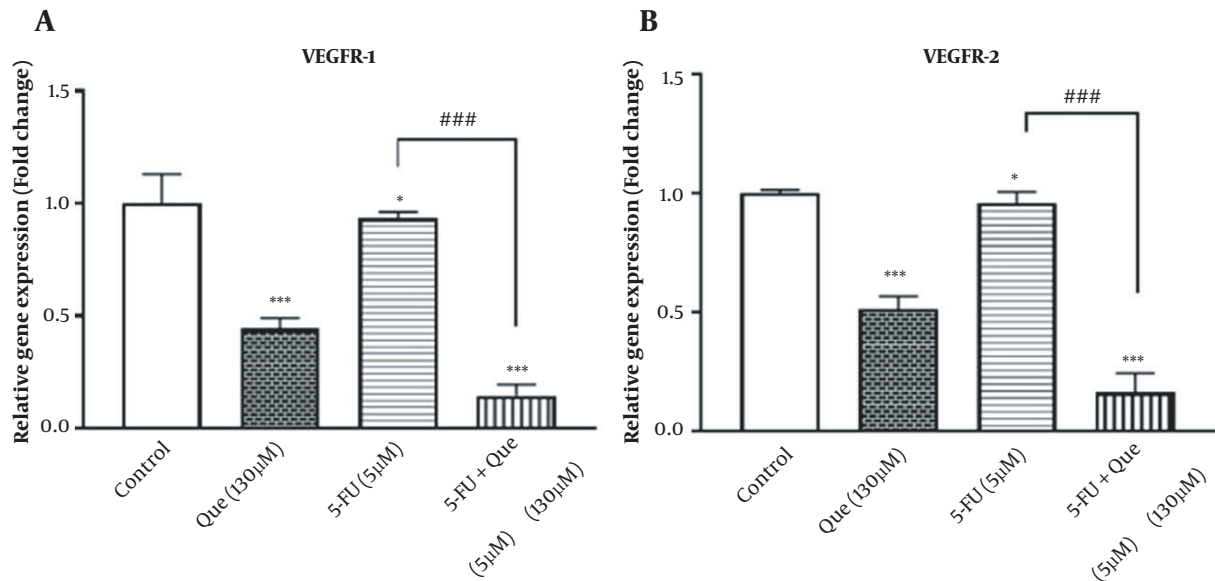 A
VEGFR-1
Relative gene expression (Fold change)
1.5
1.0
0.5
0.0
***
*
###
***
Control
Que (130µM)
5-FU (5µM)
5-FU + Que
(5µM) (130µM)
B
VEGFR-2
Relative gene expression (Fold change)
1.5
1.0
0.5
0.0
***
*
###
***
Control
Que (130µM)
5-FU (5µM)
5-FU + Que
(5µM) (130µM)